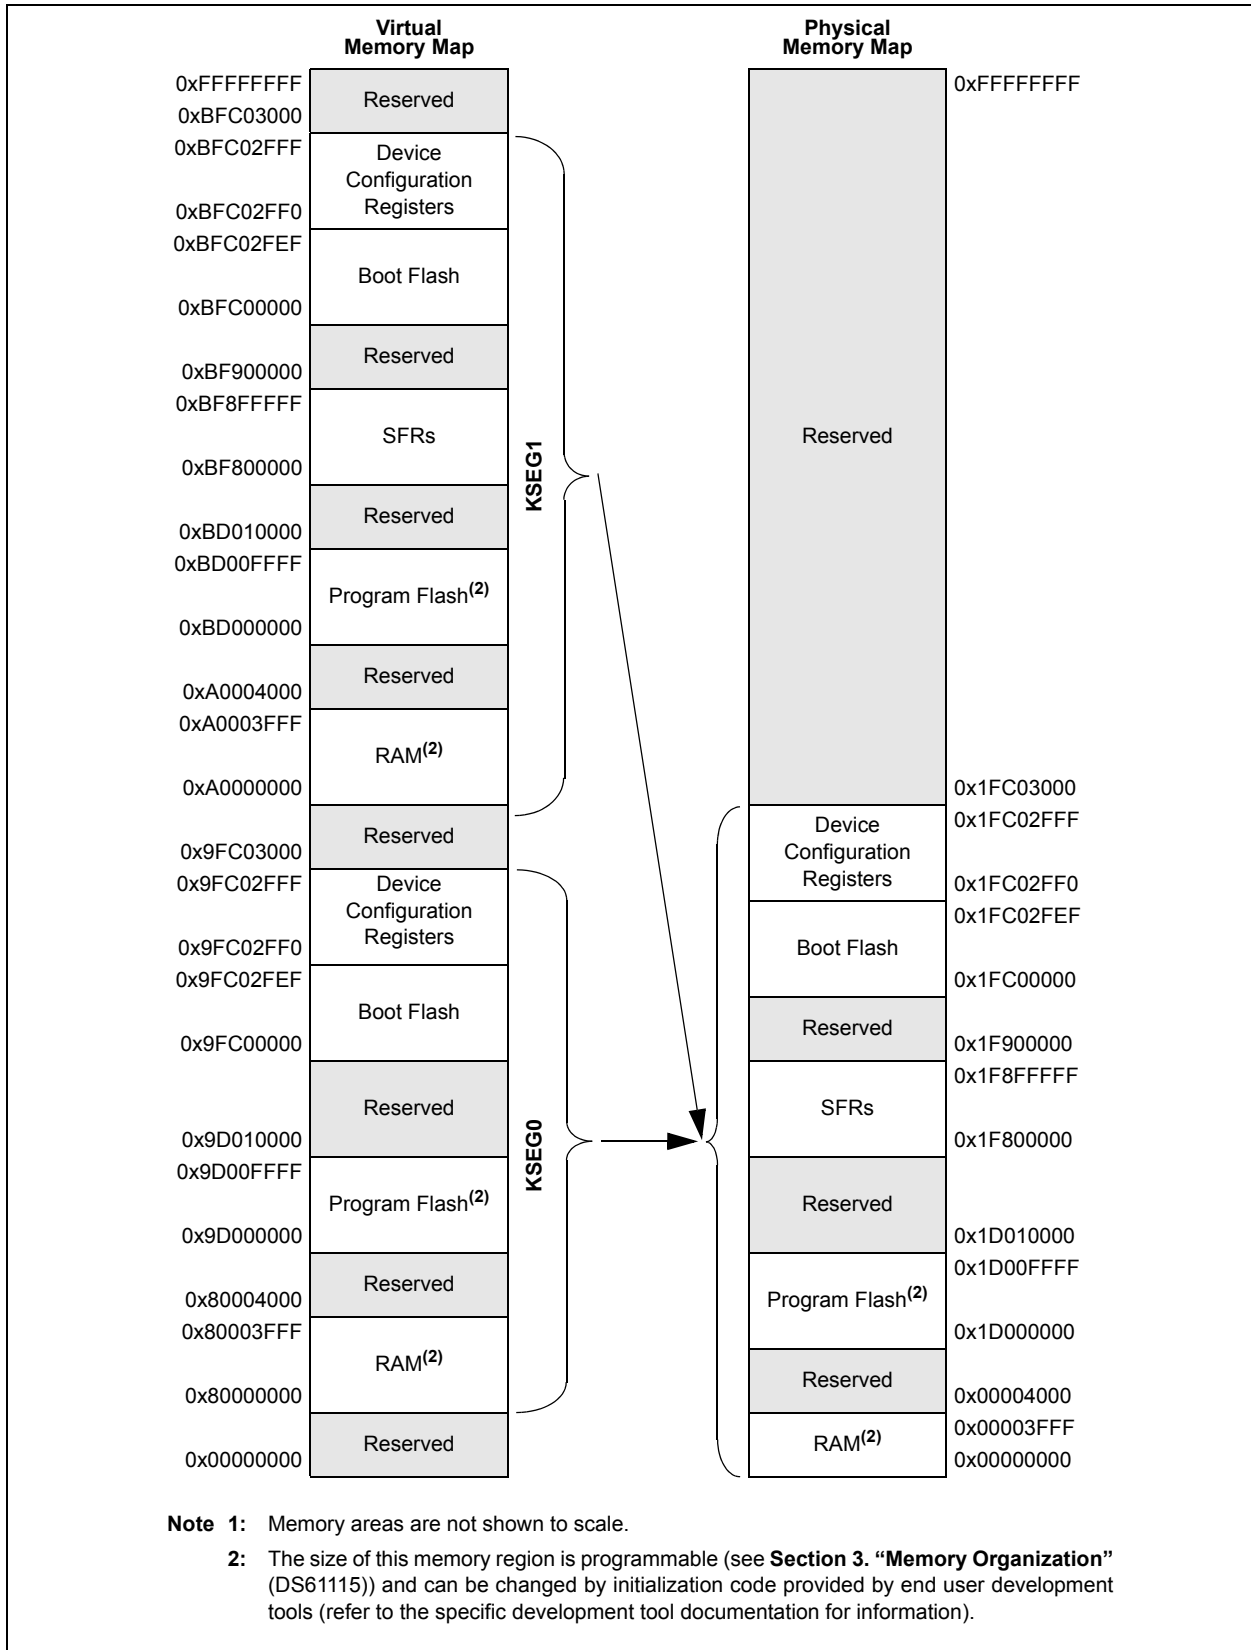 Virtual
Memory Map
Physical
Memory Map
0xFFFFFFFF
Reserved
0xBFC03000
0xBFC02FFF
Device
Configuration
Registers
0xBFC02FF0
0xBFC02FEF
Boot Flash
0xBFC00000
Reserved
0xBF900000
0xBF8FFFFF
SFRs
0xBF800000
Reserved
0xBD010000
0xBD00FFFF
Program Flash(2)
0xBD000000
Reserved
0xA0004000
0xA0003FFF
RAM(2)
0xA0000000
Reserved
0x9FC03000
0x9FC02FFF
Device
Configuration
Registers
0x9FC02FF0
0x9FC02FEF
Boot Flash
0x9FC00000
Reserved
0x9D010000
0x9D00FFFF
Program Flash(2)
0x9D000000
Reserved
0x80004000
0x80003FFF
RAM(2)
0x80000000
Reserved
0x00000000
KSEG1
KSEG0
0xFFFFFFFF
Reserved
0x1FC03000
0x1FC02FFF
Device
Configuration
Registers
0x1FC02FF0
0x1FC02FEF
Boot Flash
0x1FC00000
Reserved
0x1F900000
0x1F8FFFFF
SFRs
0x1F800000
Reserved
0x1D010000
0x1D00FFFF
Program Flash(2)
0x1D000000
Reserved
0x00004000
0x00003FFF
RAM(2)
0x00000000
Note 1: Memory areas are not shown to scale.
2: The size of this memory region is programmable (see Section 3. “Memory Organization”
(DS61115)) and can be changed by initialization code provided by end user development
tools (refer to the specific development tool documentation for information).